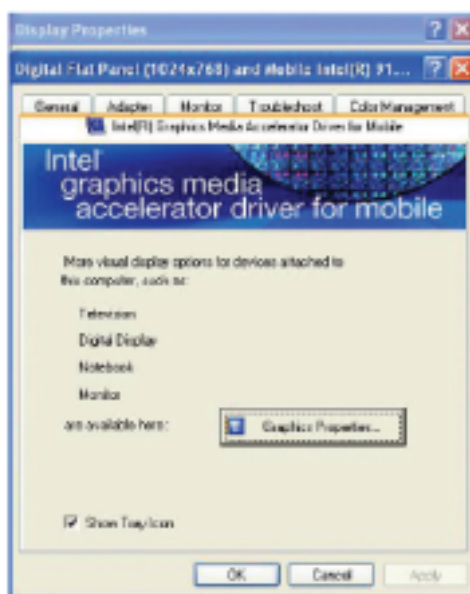 Display Properties
Digital Flat Panel (1024x768) and Mobile Intel(R) 91...
General Adapter Monitor Troubleshoot Color Management
Intel(R) Graphics Media Accelerator Driver for Mobile
Intel®
graphics media
accelerator driver for mobile
More visual display options for devices attached to
this computer, such as:
Television
Digital Display
Notebook
Monitor
are available here:
Graphics Properties...
Show Tray Icon
OK Cancel Apply